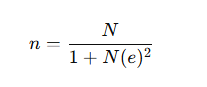 n = N / 1 + N(e)²